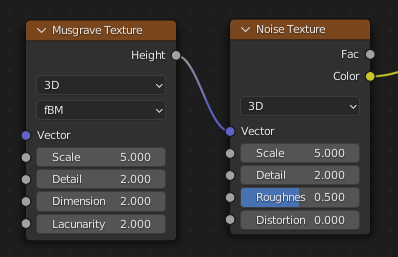 Musgrave Texture
Height
3D
fBM
Vector
Scale 5.000
Detail 2.000
Dimension 2.000
Lacunarity 2.000
Noise Texture
Fac
Color
3D
Vector
Scale 5.000
Detail 2.000
Roughnes 0.500
Distortion 0.000